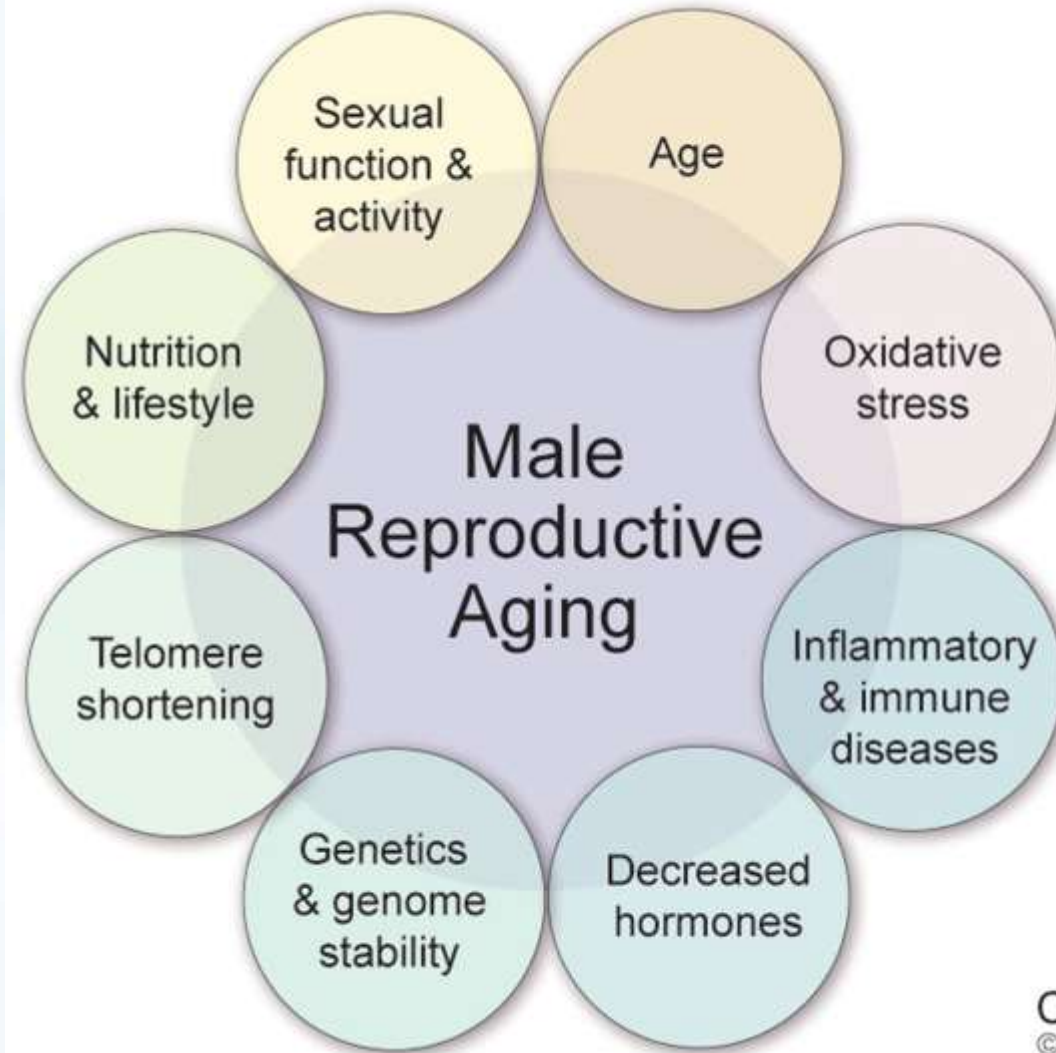 Sexual
function &
activity
Age
Oxidative
stress
Inflammatory
& immune
diseases
Decreased
hormones
Genetics
& genome
stability
Telomere
shortening
Nutrition
& lifestyle
Male
Reproductive
Aging
C
©